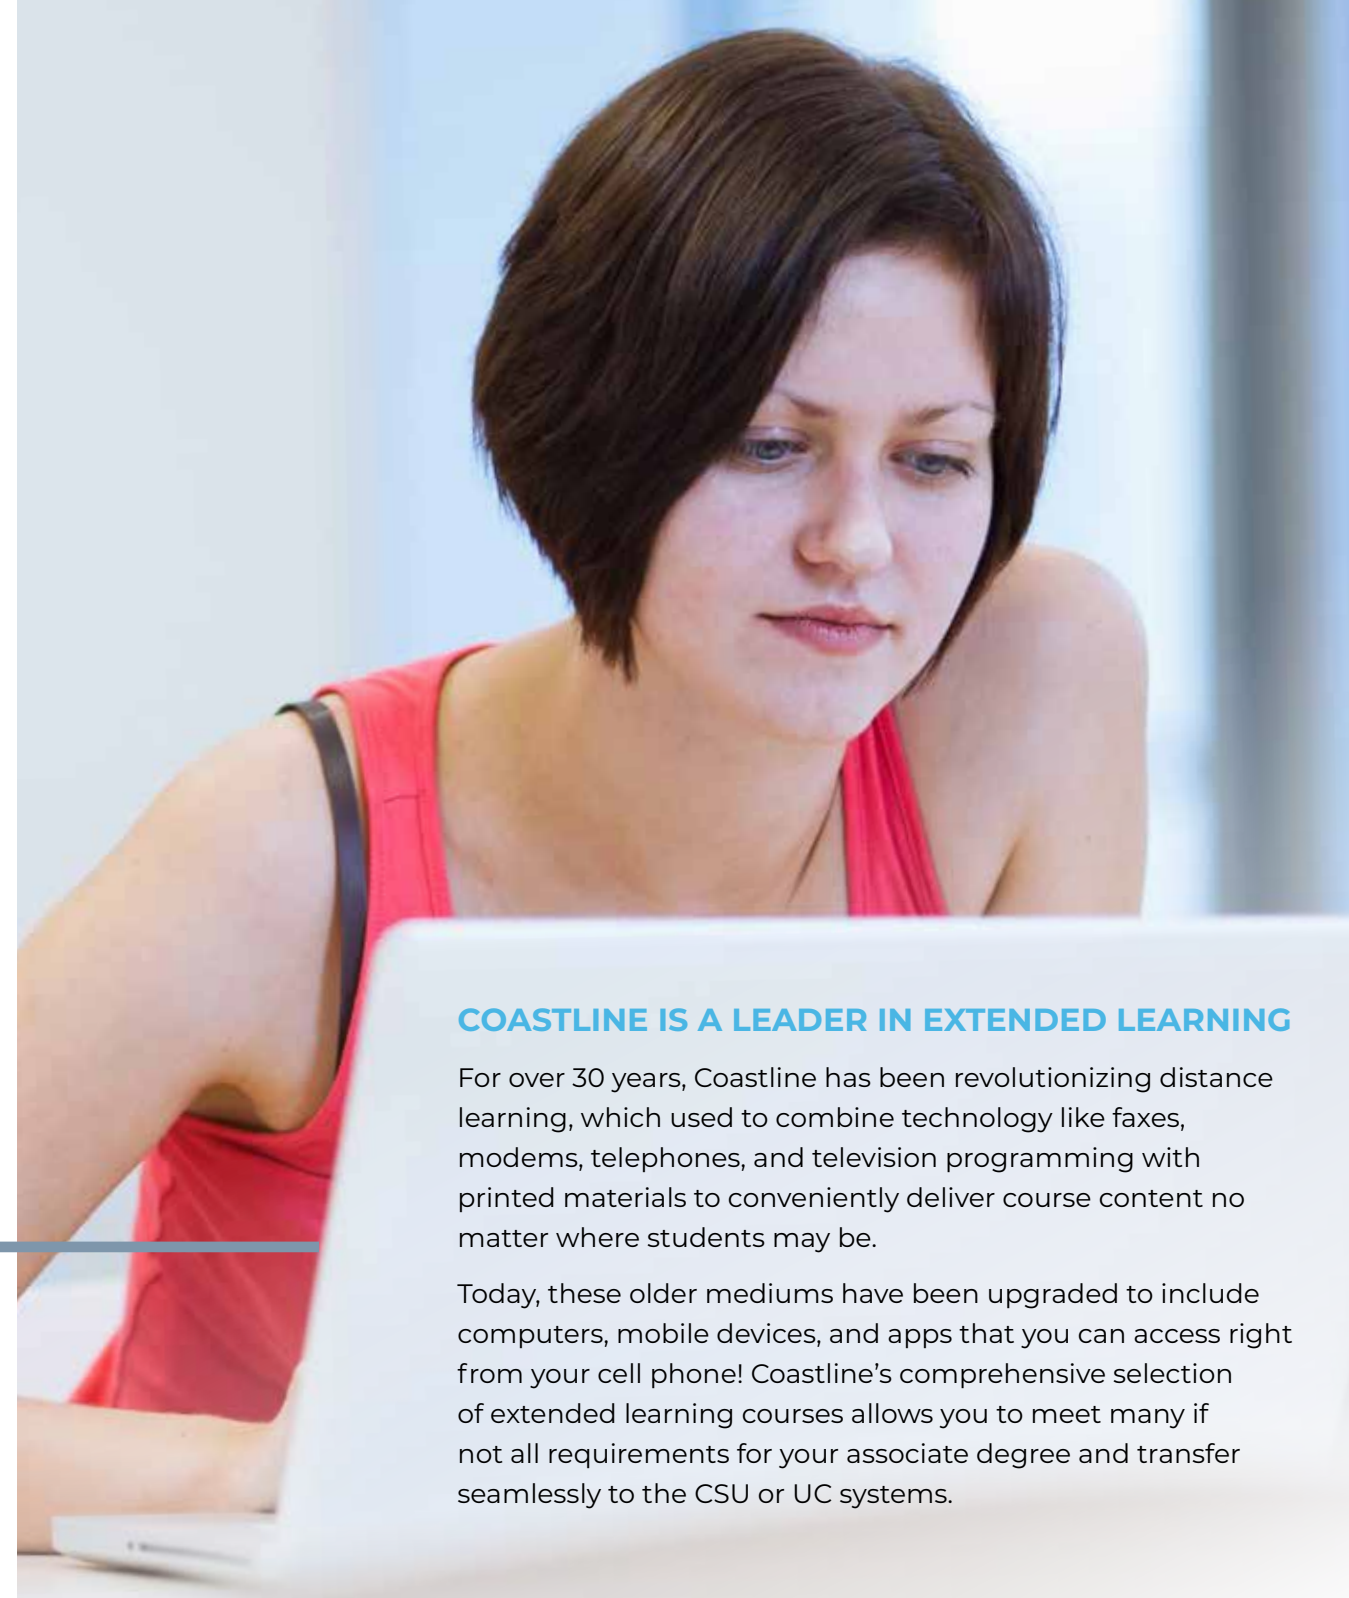 COASTLINE IS A LEADER IN EXTENDED LEARNING
For over 30 years, Coastline has been revolutionizing distance
learning, which used to combine technology like faxes,
modems, telephones, and television programming with
printed materials to conveniently deliver course content no
matter where students may be.
Today, these older mediums have been upgraded to include
computers, mobile devices, and apps that you can access right
from your cell phone! Coastline’s comprehensive selection
of extended learning courses allows you to meet many if
not all requirements for your associate degree and transfer
seamlessly to the CSU or UC systems.